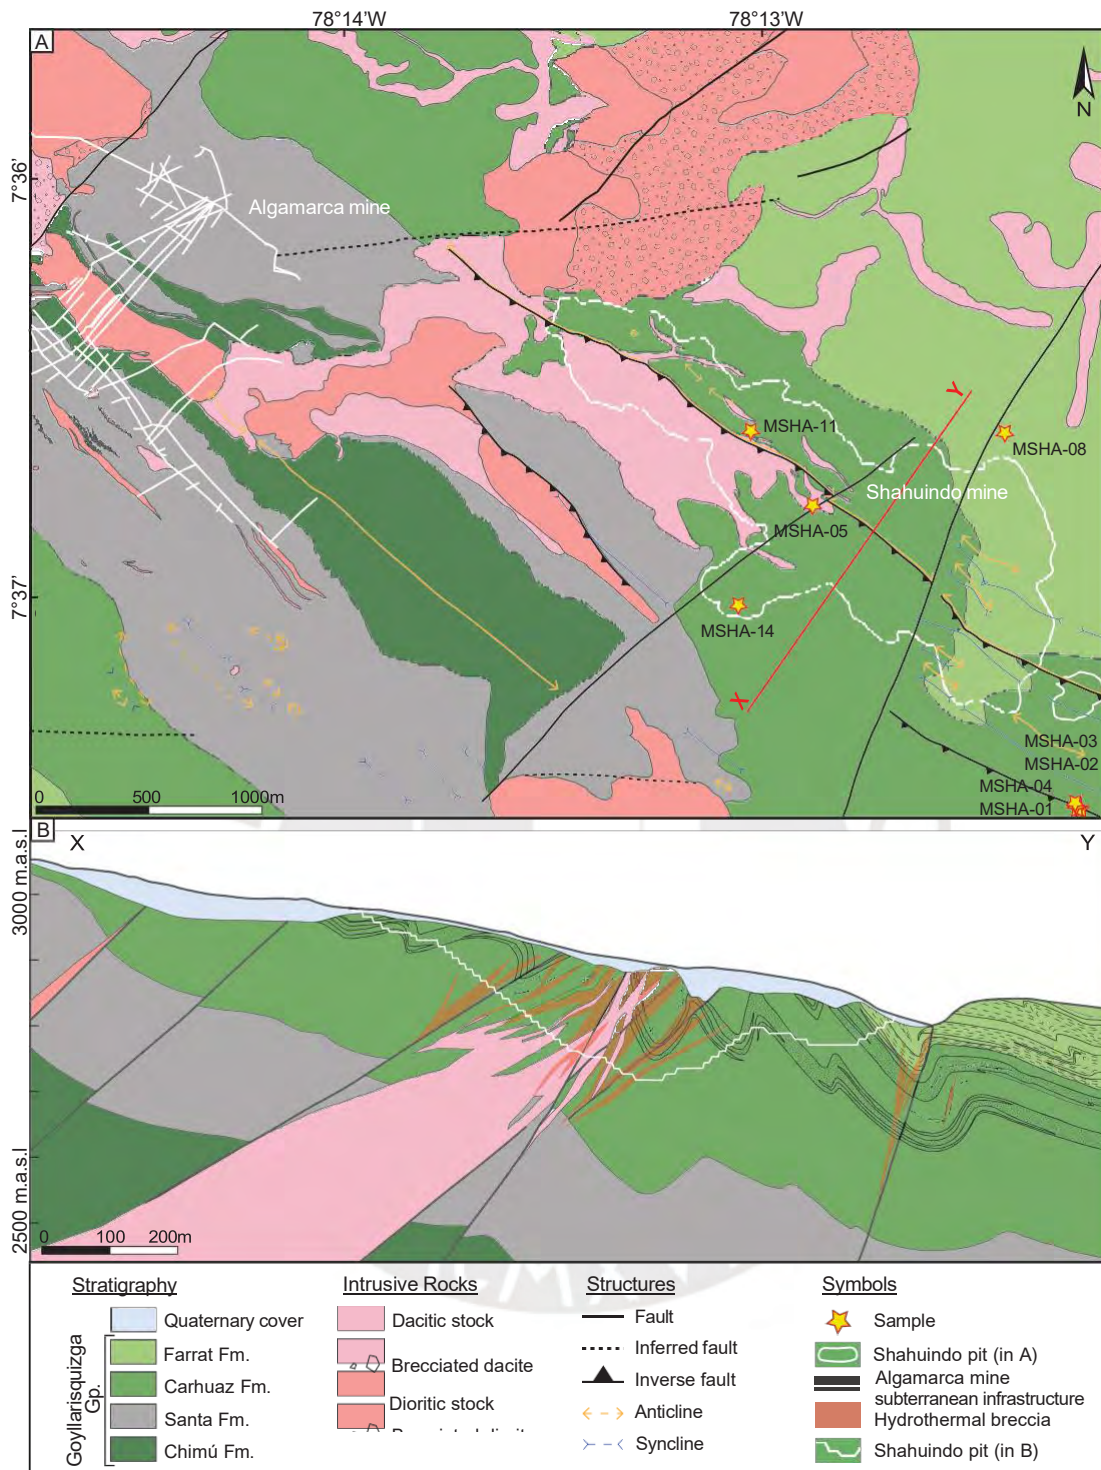 78°14'W
78°13'W
A
N
7°36'
Algamarca mine
MSHA-11
MSHA-08
Y
Shahuindo mine
MSHA-05
7°37'
MSHA-14
X
MSHA-03
MSHA-02
MSHA-04
MSHA-01
0 500 1000m
B
X
Y
3000 m.a.s.l
2500 m.a.s.l
0 100 200m
Stratigraphy
Quaternary cover
Goyllarisquizga Gp.
Farrat Fm.
Carhuaz Fm.
Santa Fm.
Chimú Fm.
Intrusive Rocks
Dacitic stock
Brecciated dacite
Dioritic stock
Structures
Fault
Inferred fault
Inverse fault
Anticline
Syncline
Symbols
Sample
Shahuindo pit (in A)
Algamarca mine
subterranean infrastructure
Hydrothermal breccia
Shahuindo pit (in B)